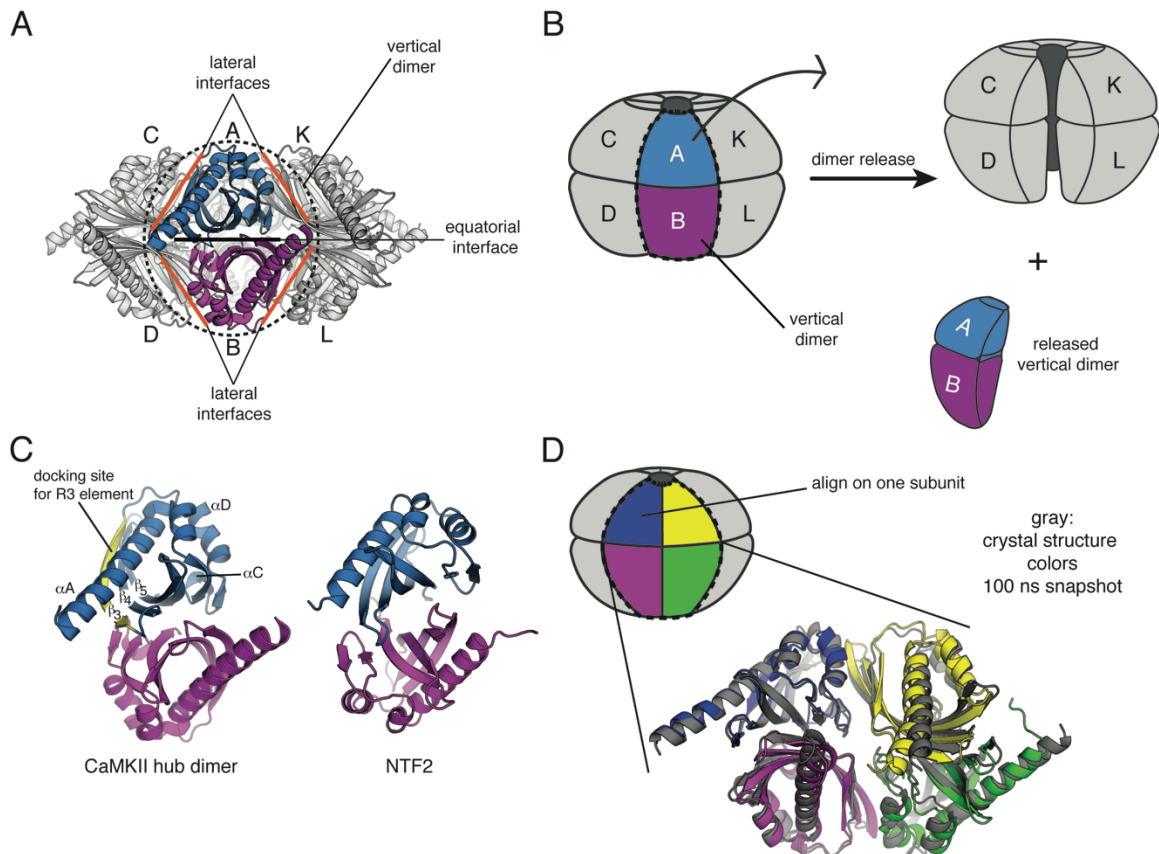 A
lateral
interfaces
vertical
dimer
C
A
K
equatorial
interface
D
B
L
lateral
interfaces
B
C
A
K
D
B
L
vertical
dimer
dimer release
C
K
D
L
+
A
B
released
vertical dimer
C
docking site
for R3 element
αD
αA
αC
β5
β4
β3
CaMKII hub dimer
NTF2
D
align on one subunit
gray:
crystal structure
colors
100 ns snapshot